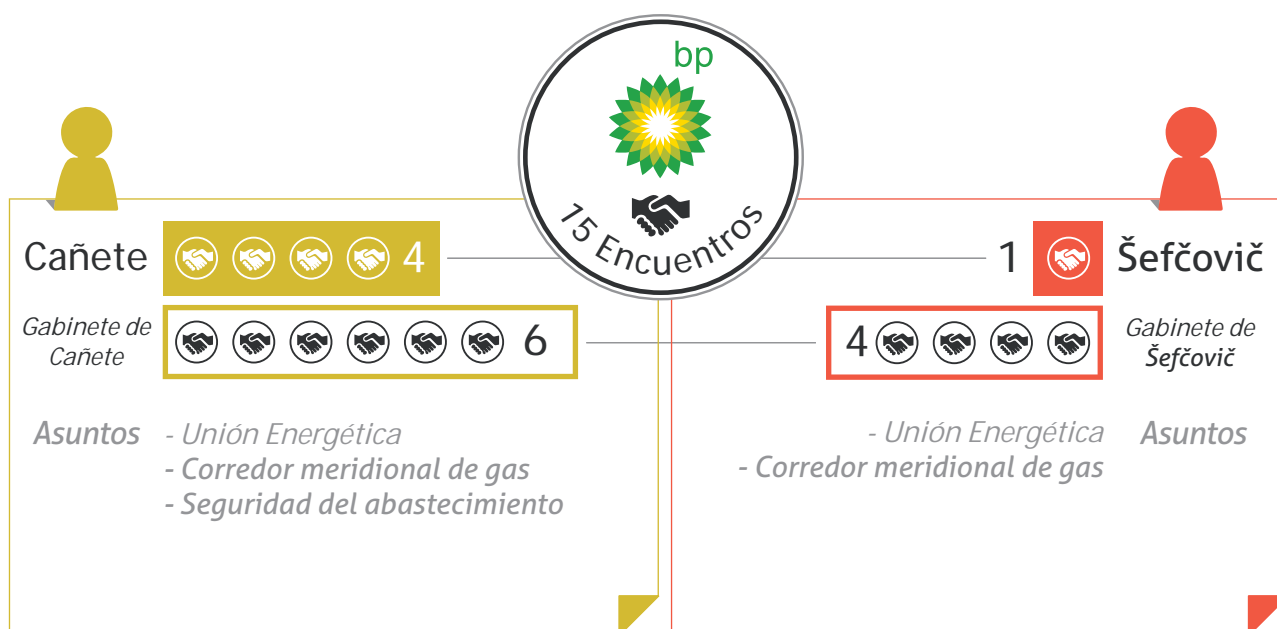 bp
15 Encuentros
Cañete 4
1 Šefčovič
Gabinete de
Cañete
6
4
Gabinete de
Šefčovič
Asuntos
- Unión Energética
- Corredor meridional de gas
- Seguridad del abastecimiento
- Unión Energética
- Corredor meridional de gas
Asuntos